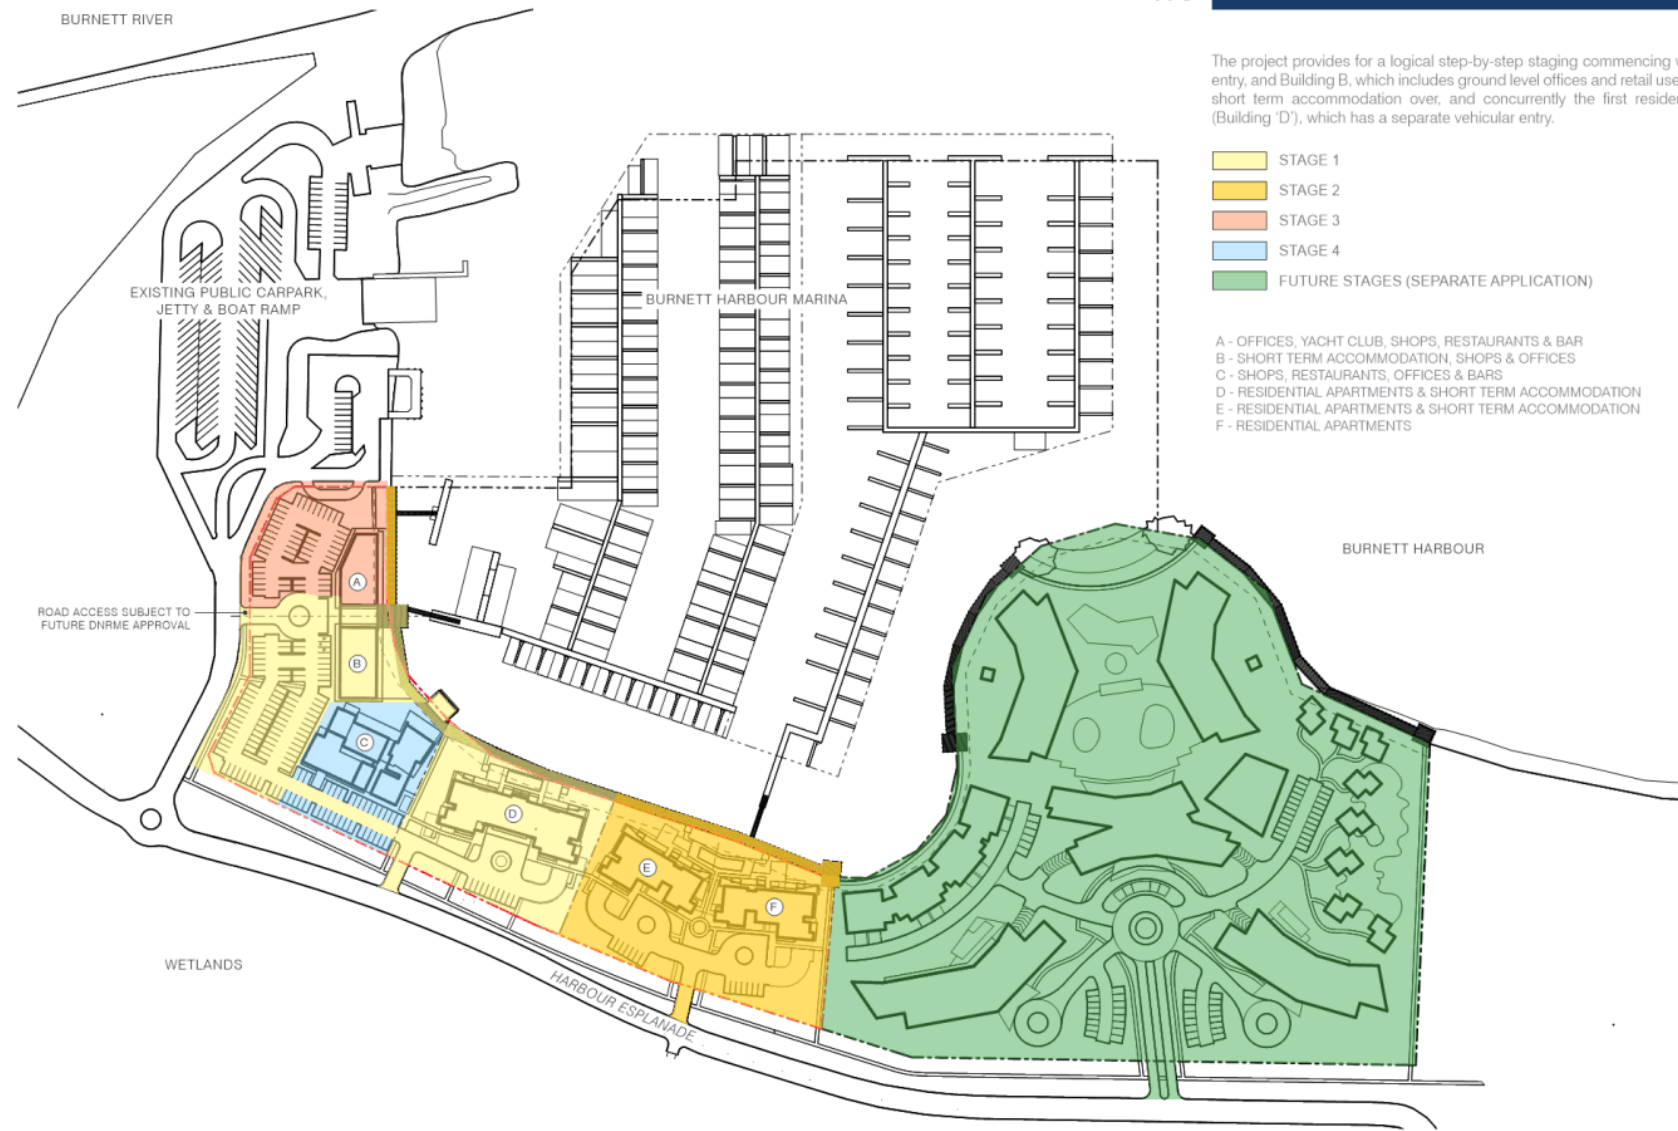 BURNETT RIVER
The project provides for a logical step-by-step staging commencing
entry, and Building B, which includes ground level offices and retail use
short term accommodation over, and concurrently the first
(Building 'D'), which has a separate vehicular entry.
STAGE 1
STAGE 2
STAGE 3
STAGE 4
FUTURE STAGES (SEPARATE APPLICATION)
EXISTING PUBLIC CARPARK,
JETTY & BOAT RAMP
BURNETT HARBOUR MARINA
A - OFFICES, YACHT CLUB, SHOPS, RESTAURANTS & BAR
B - SHORT TERM ACCOMMODATION, SHOPS & OFFICES
C - SHOPS, RESTAURANTS, OFFICES & BARS
D - RESIDENTIAL APARTMENTS & SHORT TERM ACCOMMODATION
E - RESIDENTIAL APARTMENTS & SHORT TERM ACCOMMODATION
F - RESIDENTIAL APARTMENTS
BURNETT HARBOUR
A
ROAD ACCESS SUBJECT TO
FUTURE DNRME APPROVAL
B
C
D
E
F
WETLANDS
HARBOUR ESPLANADE